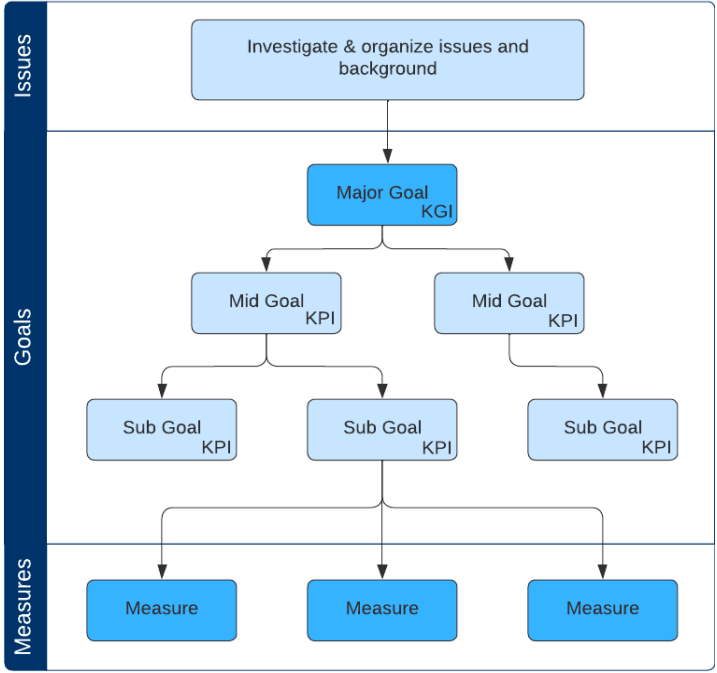 Issues
Investigate & organize issues and
background
Goals
Major Goal
KGI
Mid Goal
KPI
Mid Goal
KPI
Sub Goal
KPI
Sub Goal
KPI
Sub Goal
KPI
Measures
Measure
Measure
Measure